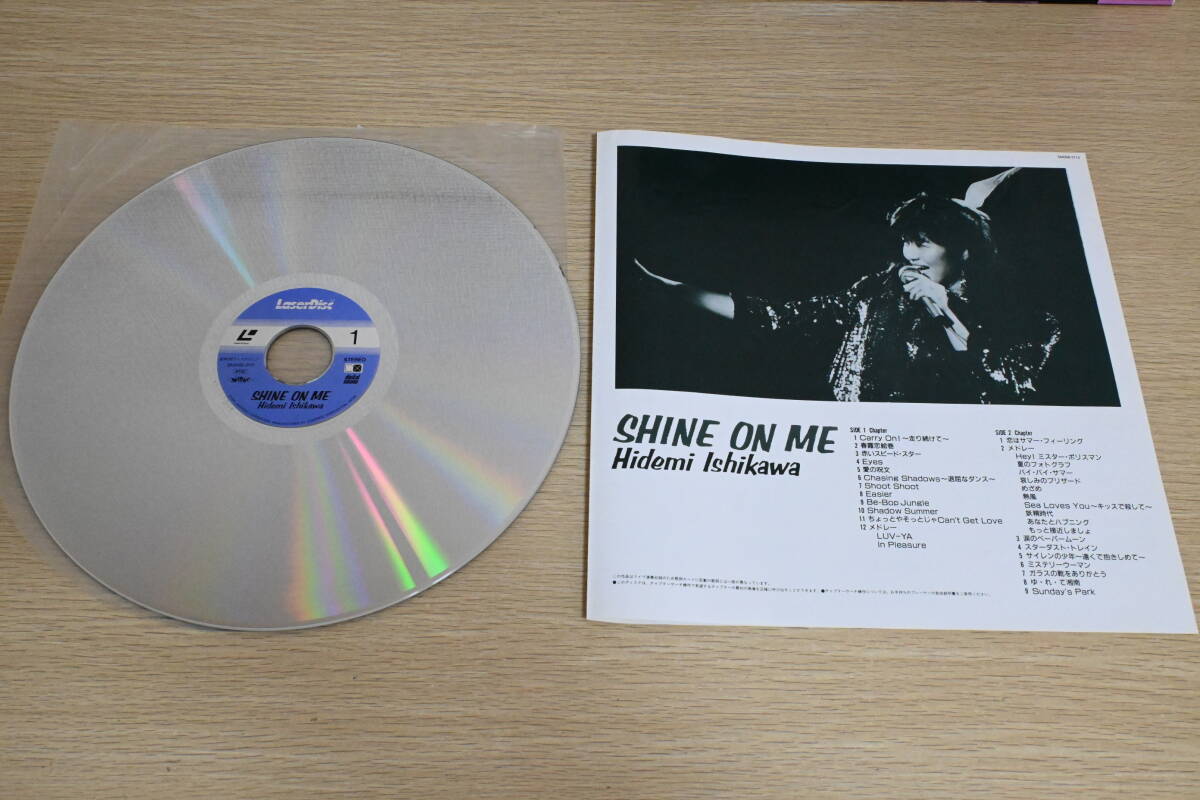 LaserDisc
1
STEREO
SHINE ON ME
Hidemi Ishikawa
SHINE ON ME
Hidemi Ishikawa
SIDE 1 Chapter
1 Carry On!〜走り続けて〜
2 春霞恋絵巻
3 赤いスピード・スター
4 Eyes
5 愛の呪文
6 Chasing Shadows〜退屈なダンス〜
7 Shoot Shoot
8 Easier
9 Be-Bop Jungle
10 Shadow Summer
11 ちょっとやそっとじゃCan't Get Love
12 メドレー
LUV-YA
In Pleasure
SIDE 2 Chapter
1 恋はサマー・フィーリング
2 メドレー
Hey! ミスター・ポリスマン
夏のフォトグラフ
バイ・バイ・サマー
哀しみのブリザード
めざめ
熱風
Sea Loves You〜キッスで殺して〜
妖精時代
あなたとハプニング
もっと接近しましょ
3 涙のペーパームーン
4 スターダスト・トレイン
5 サイレンの少年〜遠くで抱きしめて〜
6 ミステリーウーマン
7 ガラスの靴をありがとう
8 ゆ・れ・て湘南
9 Sunday's Park